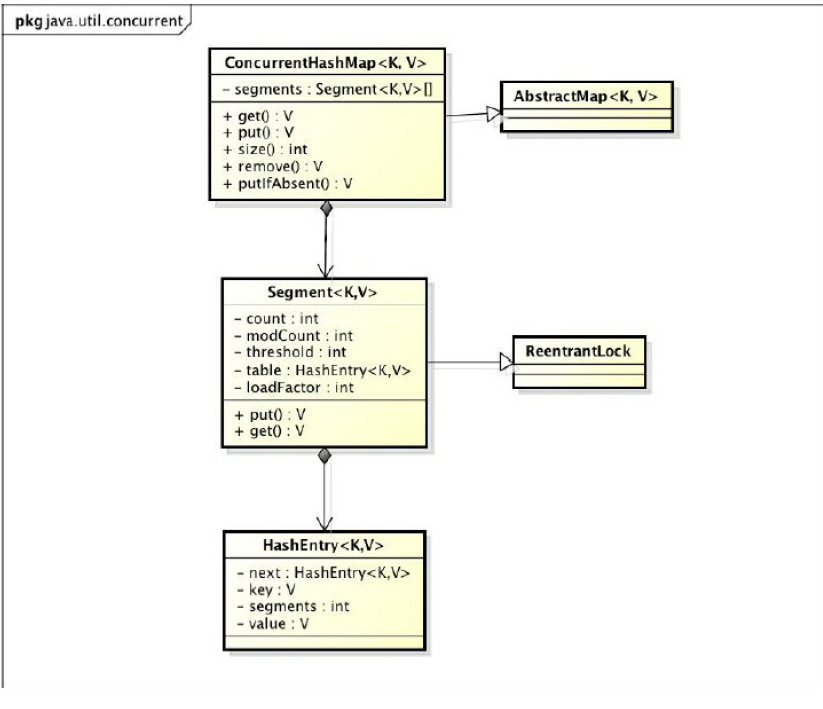 pkg java.util.concurrent
ConcurrentHashMap<K, V>
- segments : Segment<K,V>[]
+ get() : V
+ put() : V
+ size() : int
+ remove() : V
+ putIfAbsent() : V
AbstractMap<K, V>
Segment<K,V>
- count : int
- modCount : int
- threshold : int
- table : HashEntry<K,V>
- loadFactor : int
+ put() : V
+ get() : V
ReentrantLock
HashEntry<K,V>
- next : HashEntry<K,V>
- key : V
- segments : int
- value : V